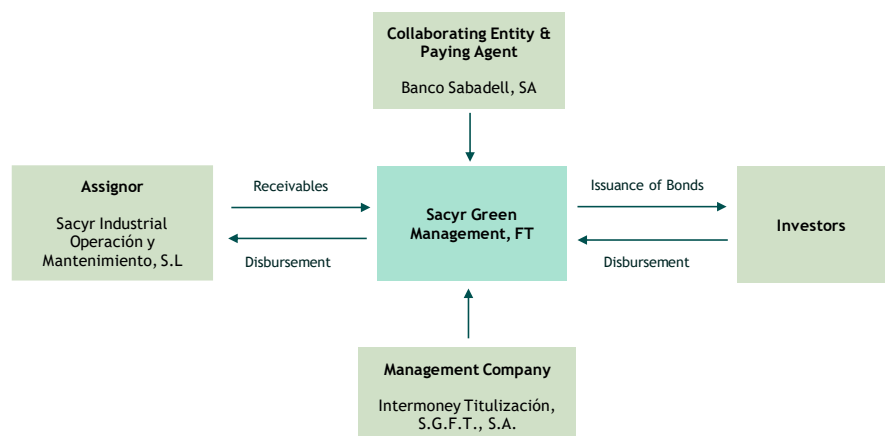 Collaborating Entity &
Paying Agent
Banco Sabadell, SA
Assignor
Sacyr Industrial
Operación y
Mantenimiento, S.L
Receivables
Disbursement
Sacyr Green
Management, FT
Issuance of Bonds
Disbursement
Investors
Management Company
Intermoney Titulización,
S.G.F.T., S.A.